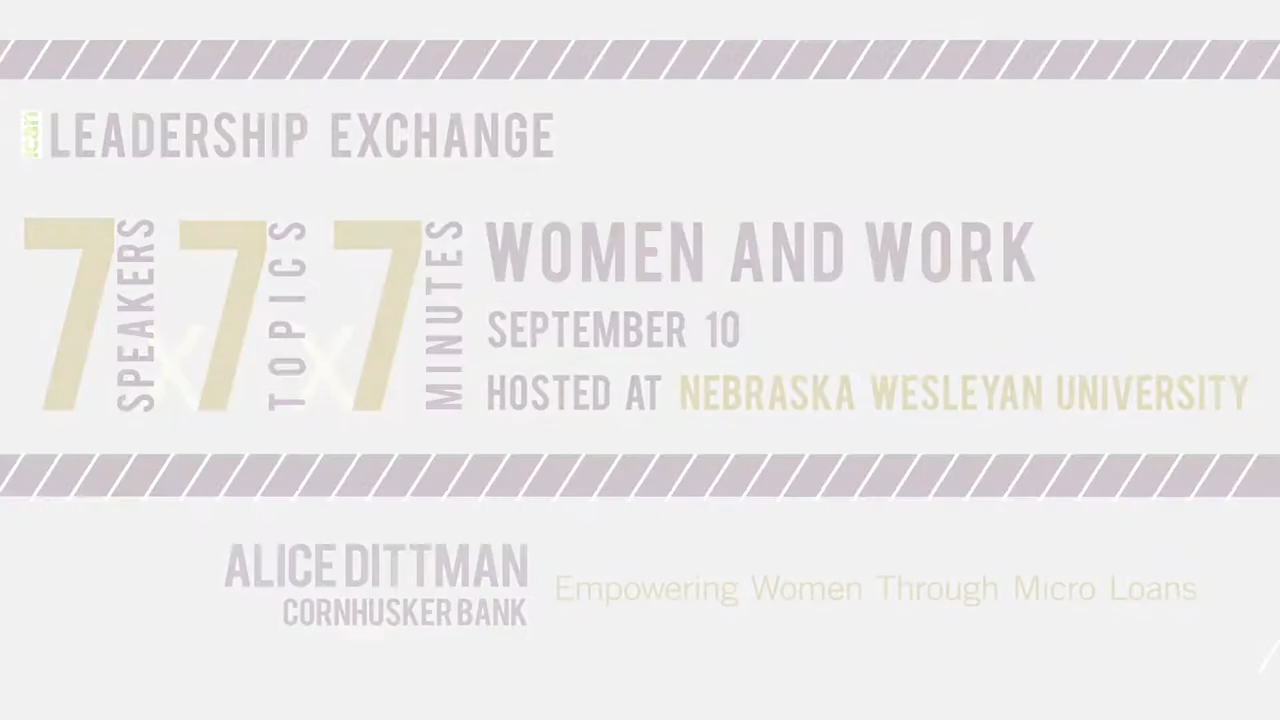 ican LEADERSHIP EXCHANGE
7 SPEAKERS X 7 TOPICS X 7 MINUTES
WOMEN AND WORK
SEPTEMBER 10
HOSTED AT NEBRASKA WESLEYAN UNIVERSITY
ALICE DITTMAN
CORNHUSKER BANK
Empowering Women Through Micro Loans